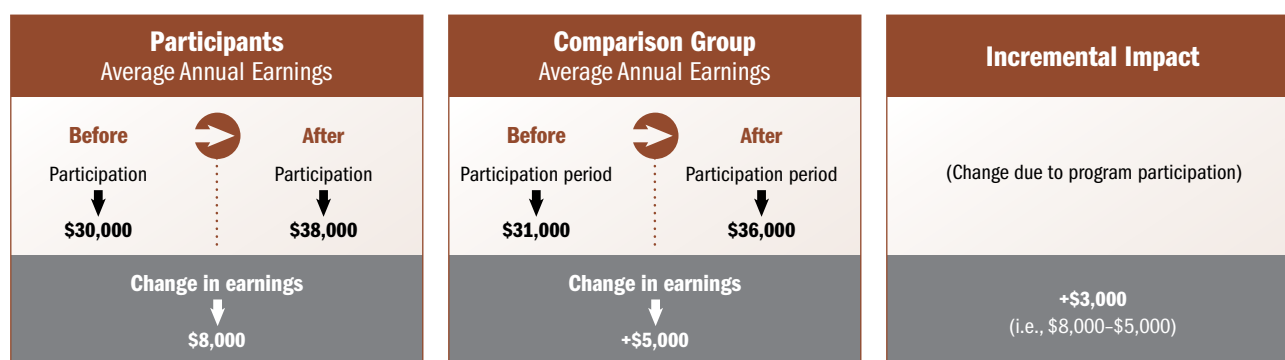 Participants
Average Annual Earnings
Before
After
Participation
Participation
$30,000
$38,000
Change in earnings
$8,000
Comparison Group
Average Annual Earnings
Before
After
Participation period
Participation period
$31,000
$36,000
Change in earnings
+$5,000
Incremental Impact
(Change due to program participation)
+$3,000
(i.e., $8,000–$5,000)